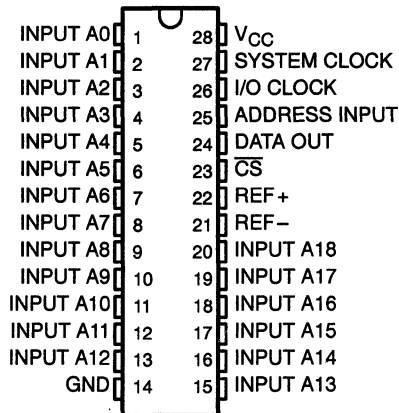 INPUT A0 1 28 VCC
INPUT A1 2 27 SYSTEM CLOCK
INPUT A2 3 26 I/O CLOCK
INPUT A3 4 25 ADDRESS INPUT
INPUT A4 5 24 DATA OUT
INPUT A5 6 23 C̅S̅
INPUT A6 7 22 REF+
INPUT A7 8 21 REF−
INPUT A8 9 20 INPUT A18
INPUT A9 10 19 INPUT A17
INPUT A10 11 18 INPUT A16
INPUT A11 12 17 INPUT A15
INPUT A12 13 16 INPUT A14
GND 14 15 INPUT A13